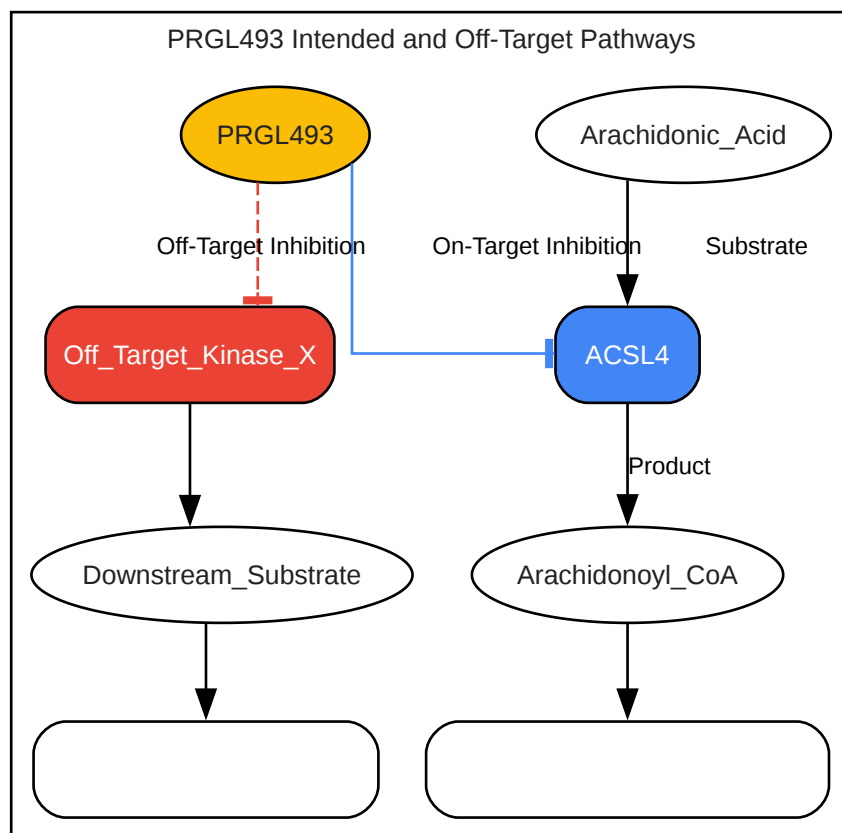 PRGL493 Intended and Off-Target Pathways
PRGL493
Arachidonic_Acid
Off-Target Inhibition
On-Target Inhibition
Substrate
Off_Target_Kinase_X
ACSL4
Product
Downstream_Substrate
Arachidonoyl_CoA